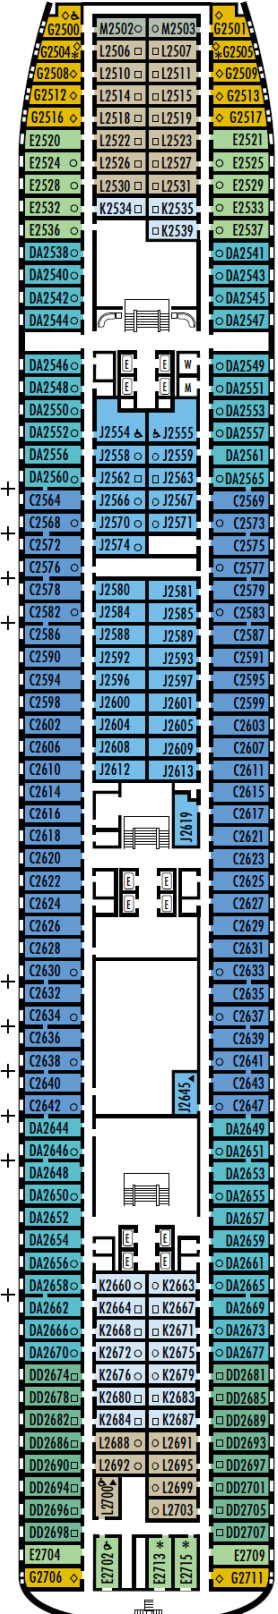 G2500 ♿ M2502 M2503 G2501
G2504 * L2506 L2507 * G2505
G2508 L2510 L2511 G2509
G2512 L2514 L2515 G2513
G2516 L2518 L2519 G2517
E2520 L2522 L2523 E2521
E2524 L2526 L2527 E2525
E2528 L2530 L2531 E2529
E2532 K2534 K2535 E2533
E2536 K2539 E2537
DA2538 DA2541
DA2540 DA2543
DA2542 DA2545
DA2544 DA2547
DA2546 E E W DA2549
DA2548 E E M DA2551
DA2550 DA2553
DA2552 J2554 ♿ ♿ J2555 DA2557
DA2556 J2558 J2559 DA2561
DA2560 J2562 J2563 DA2565
C2564 J2566 J2567 C2569
C2568 J2570 J2571 C2573
C2572 J2574 C2575
C2576 C2577
C2578 J2580 J2581 C2579
C2582 J2584 J2585 C2583
C2586 J2588 J2589 C2587
C2590 J2592 J2593 C2591
C2594 J2596 J2597 C2595
C2598 J2600 J2601 C2599
C2602 J2604 J2605 C2603
C2606 J2608 J2609 C2607
C2610 J2612 J2613 C2611
C2614 C2615
C2616 J2619 C2617
C2618 C2621
C2620 C2623
C2622 E E C2625
C2624 E E C2627
C2626 C2629
C2628 C2631
C2630 C2633
C2632 C2635
C2634 C2637
C2636 C2639
C2638 C2641
C2640 J2645 C2643
C2642 C2647
DA2644 DA2649
DA2646 DA2651
DA2648 DA2653
DA2650 DA2655
DA2652 DA2657
DA2654 E E DA2659
DA2656 E E DA2661
DA2658 K2660 K2663 DA2665
DA2662 K2664 K2667 DA2669
DA2666 K2668 K2671 DA2673
DA2670 K2672 K2675 DA2677
DD2674 K2676 K2679 DD2681
DD2678 K2680 K2683 DD2685
DD2682 K2684 K2687 DD2689
DD2686 L2688 L2691 DD2693
DD2690 L2692 L2695 DD2697
DD2694 L2700 ♿ L2699 DD2701
DD2696 L2703 DD2705
DD2698 DD2707
E2704 E2702 ♿ E2713 * E2715 * E2709
G2706 G2711